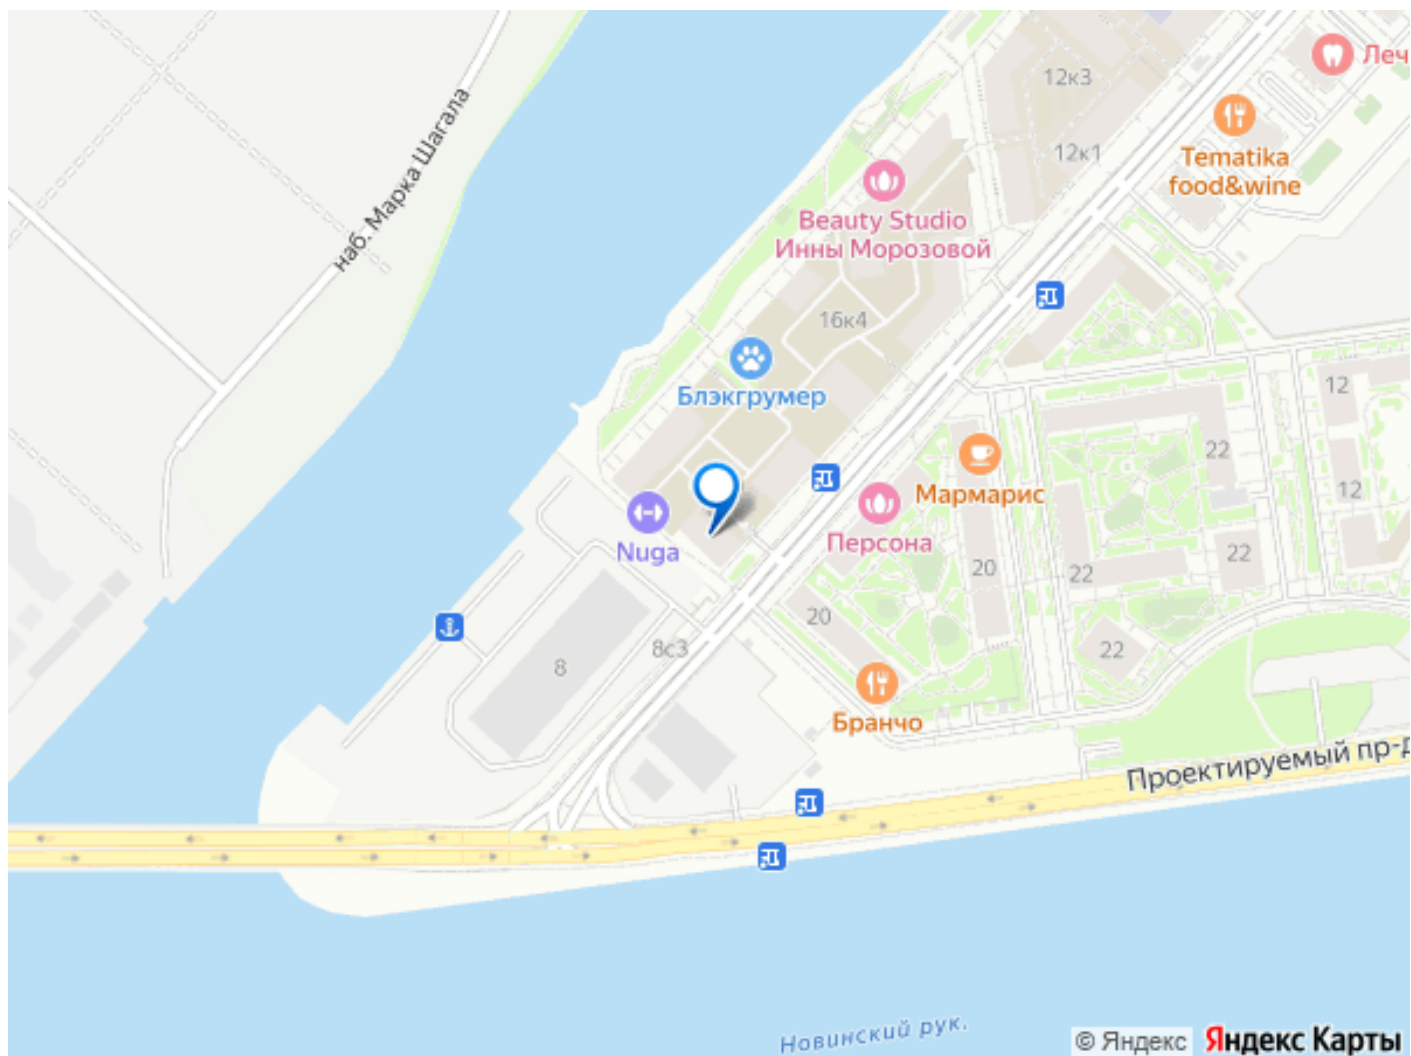 12к3
Леч
наб. Марка Шагала
12к1
Tematika
food&wine
Beauty Studio
Инны Морозовой
16к4
Блэкгрумер
12
22
Мармарис
12
Nuga
Персона
22
20
22
20
8с3
22
8
Бранчо
Проектируемый пр-д
Новинский рук.
© Яндекс Яндекс Карты